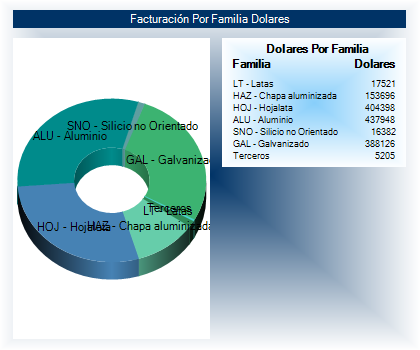 Facturación Por Familia Dolares
SNO - Silicio no Orientado
ALU - Aluminio
GAL - Galvanizado
Terceros
LT - Latas
HOJ - Hojalata
HAZ - Chapa aluminizada
Dolares Por Familia
Familia Dolares
LT - Latas 17521
HAZ - Chapa aluminizada 153696
HOJ - Hojalata 404398
ALU - Aluminio 437948
SNO - Silicio no Orientado 16382
GAL - Galvanizado 388126
Terceros 5205